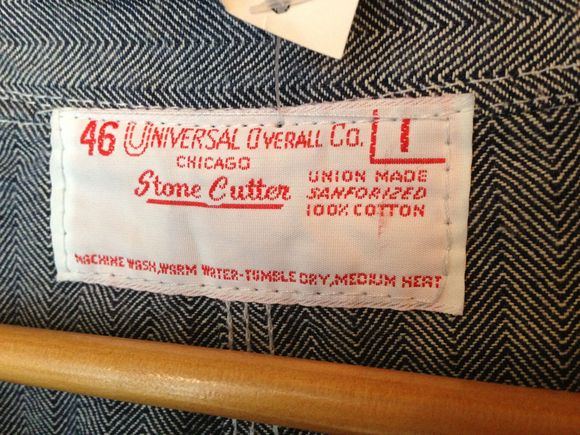 46 UNIVERSAL OVERALL CO.
CHICAGO
Stone Cutter
UNION MADE
SANFORIZED
100% COTTON
MACHINE WASH, WARM WATER-TUMBLE DRY, MEDIUM HEAT